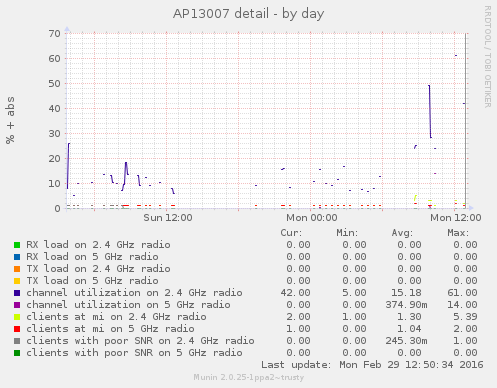 AP13007 detail - by day
RRDTOOL / TOBI OETIKER
% + abs
70
60
50
40
30
20
10
0
Sun 12:00 Mon 00:00 Mon 12:00
Cur: Min: Avg: Max:
RX load on 2.4 GHz radio 0.00 0.00 0.00 0.00
RX load on 5 GHz radio 0.00 0.00 0.00 0.00
TX load on 2.4 GHz radio 0.00 0.00 0.00 0.00
TX load on 5 GHz radio 0.00 0.00 0.00 0.00
channel utilization on 2.4 GHz radio 42.00 5.00 15.18 61.00
channel utilization on 5 GHz radio 0.00 0.00 374.90m 14.00
clients at mi on 2.4 GHz radio 2.00 1.00 1.30 5.39
clients at mi on 5 GHz radio 1.00 1.00 1.04 2.00
clients with poor SNR on 2.4 GHz radio 0.00 0.00 245.30m 1.00
clients with poor SNR on 5 GHz radio 0.00 0.00 0.00 0.00
Last update: Mon Feb 29 12:50:34 2016
Munin 2.0.25-1ppa2~trusty